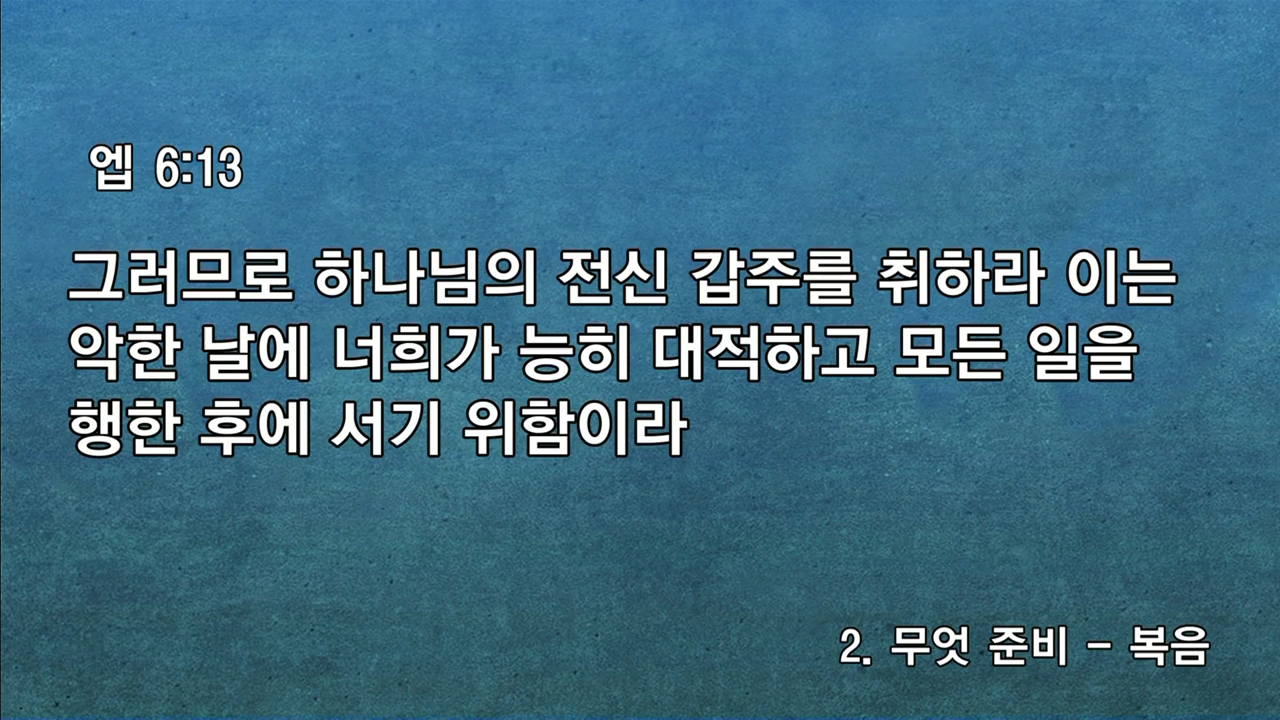 엡 6:13
그러므로 하나님의 전신 갑주를 취하라 이는
악한 날에 너희가 능히 대적하고 모든 일을
행한 후에 서기 위함이라
2. 무엇 준비 - 복음